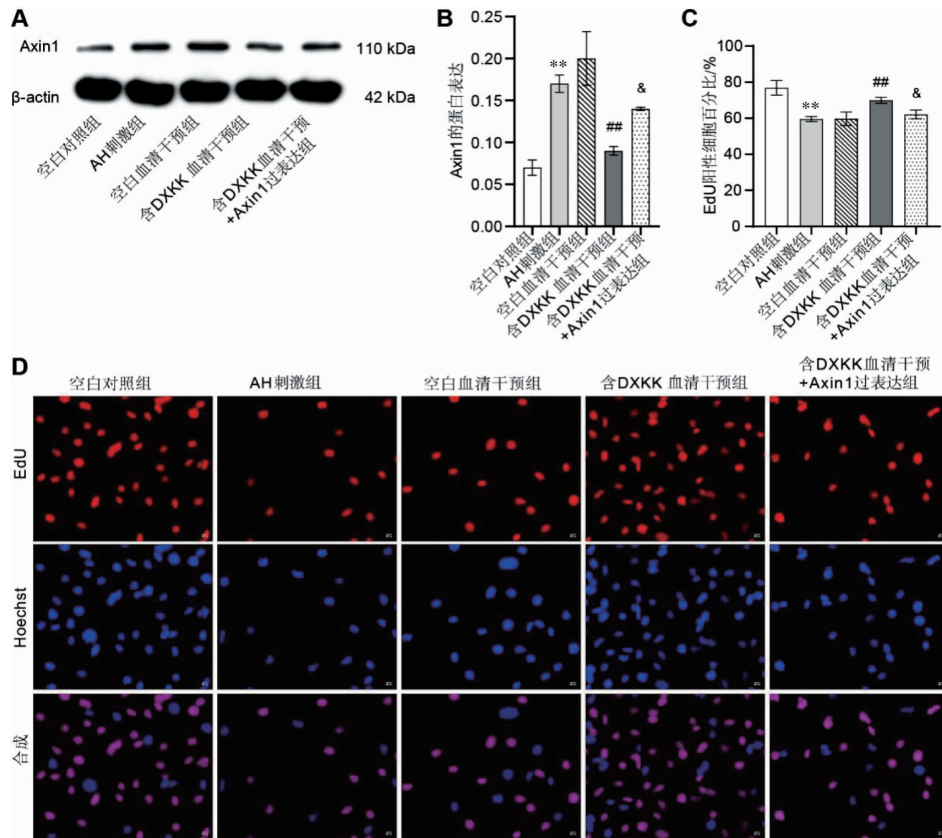 A
Axin1
110 kDa
β-actin
42 kDa
空白对照组
AH刺激组
空白血清干预组
含DXKK 血清干预组
含DXKK血清干预
+Axin1过表达组
B
Axin1的蛋白表达
0.25
0.20
0.15
0.10
0.05
0.00
**
##
&
空白对照组
AH刺激组
空白血清干预组
含DXKK 血清干预组
含DXKK血清干预
+Axin1过表达组
C
EdU阳性细胞百分比/%
100
80
60
40
20
0
**
##
&
空白对照组
AH刺激组
空白血清干预组
含DXKK 血清干预组
含DXKK血清干预
+Axin1过表达组
D
空白对照组
AH刺激组
空白血清干预组
含DXKK 血清干预组
含DXKK血清干预
+Axin1过表达组
EdU
Hoechst
合成